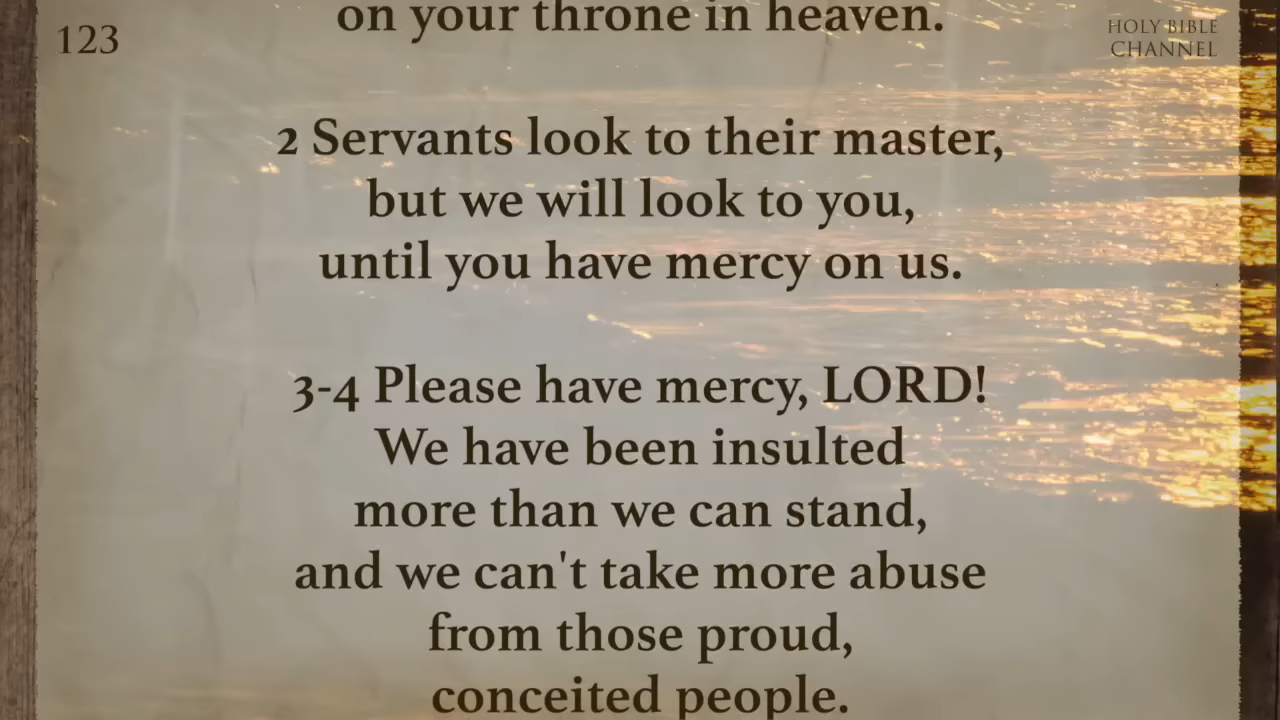 on your throne in heaven.
123
HOLY BIBLE
CHANNEL
2 Servants look to their master,
but we will look to you,
until you have mercy on us.
3-4 Please have mercy, LORD!
We have been insulted
more than we can stand,
and we can't take more abuse
from those proud,
conceited people.